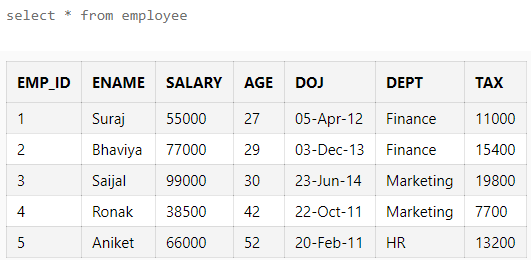 select * from employee
EMP_ID ENAME SALARY AGE DOJ DEPT TAX
1 Suraj 55000 27 05-Apr-12 Finance 11000
2 Bhaviya 77000 29 03-Dec-13 Finance 15400
3 Saijal 99000 30 23-Jun-14 Marketing 19800
4 Ronak 38500 42 22-Oct-11 Marketing 7700
5 Aniket 66000 52 20-Feb-11 HR 13200